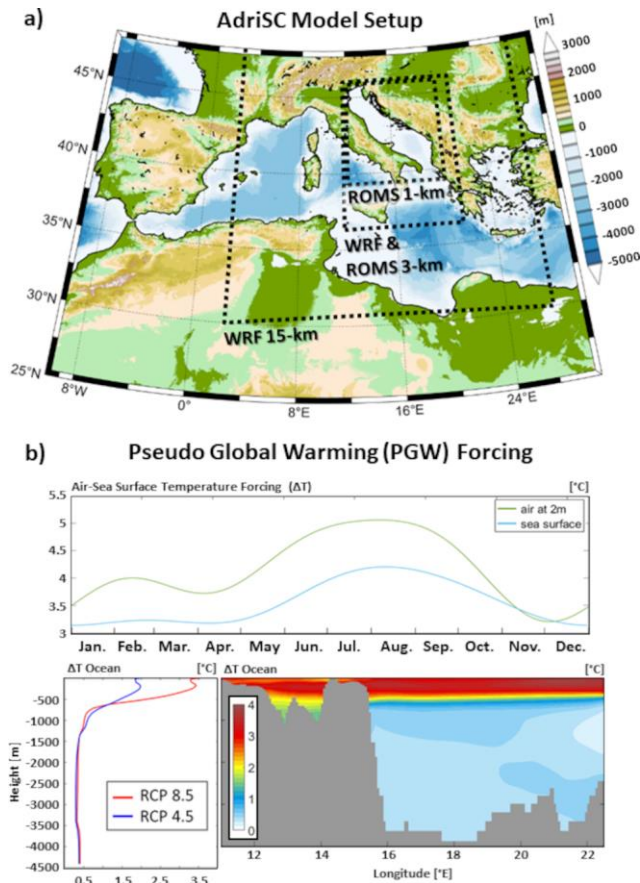 a)
AdriSC Model Setup
[m]
45°N
40°N
35°N
30°N
25°N
8°W
0°
8°E
16°E
24°E
3000
2000
1000
0
-1000
-2000
-3000
-4000
-5000
ROMS 1-km
WRF &
ROMS 3-km
WRF 15-km
b)
Pseudo Global Warming (PGW) Forcing
Air-Sea Surface Temperature Forcing (ΔT) [°C]
5.5
5
4.5
4
3.5
3
air at 2m
sea surface
Jan. Feb. Mar. Apr. May Jun. Jul. Aug. Sep. Oct. Nov. Dec.
ΔT Ocean [°C]
Height [m]
0
-500
-1000
-1500
-2000
-2500
-3000
-3500
-4000
-4500
RCP 8.5
RCP 4.5
0.5 1.5 2.5 3.5
ΔT Ocean [°C]
4
3
2
1
0
12 14 16 18 20 22
Longitude [°E]